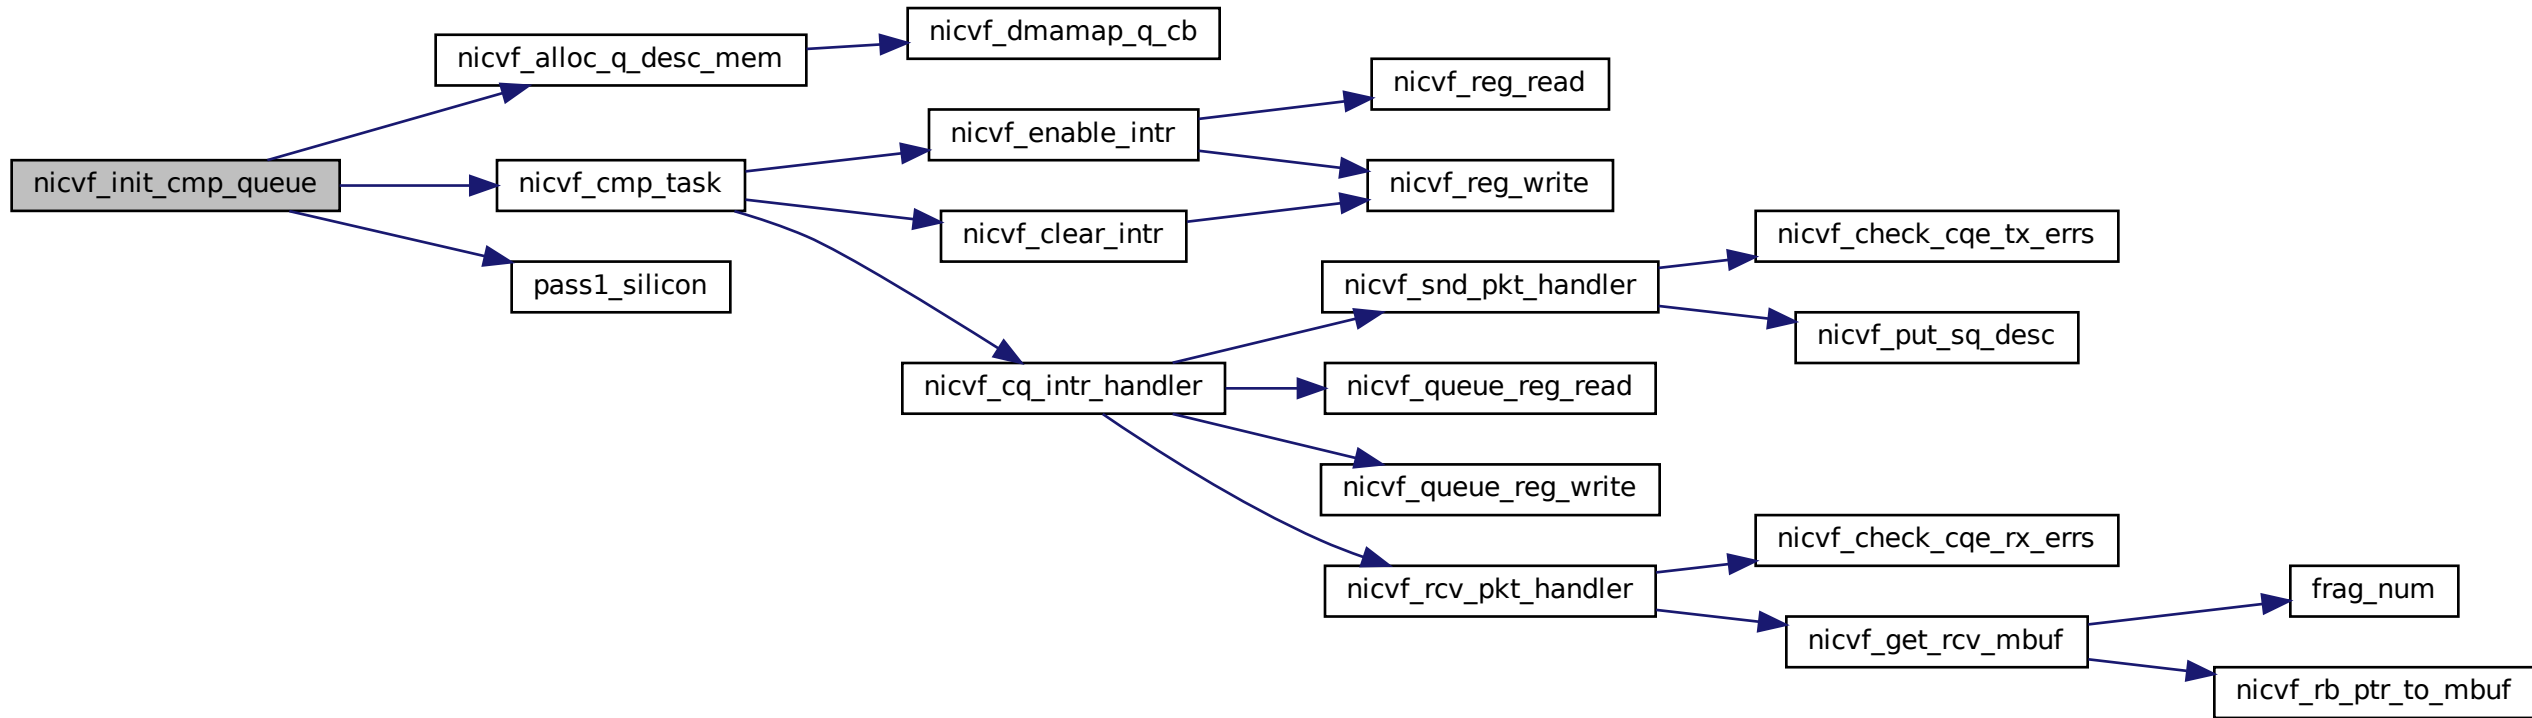 nicvf_init_cmp_queue
nicvf_alloc_q_desc_mem
nicvf_dmamap_q_cb
nicvf_cmp_task
nicvf_enable_intr
nicvf_reg_read
nicvf_reg_write
nicvf_clear_intr
nicvf_cq_intr_handler
nicvf_snd_pkt_handler
nicvf_check_cqe_tx_errs
nicvf_put_sq_desc
nicvf_queue_reg_read
nicvf_queue_reg_write
nicvf_rcv_pkt_handler
nicvf_check_cqe_rx_errs
nicvf_get_rcv_mbuf
frag_num
nicvf_rb_ptr_to_mbuf
pass1_silicon